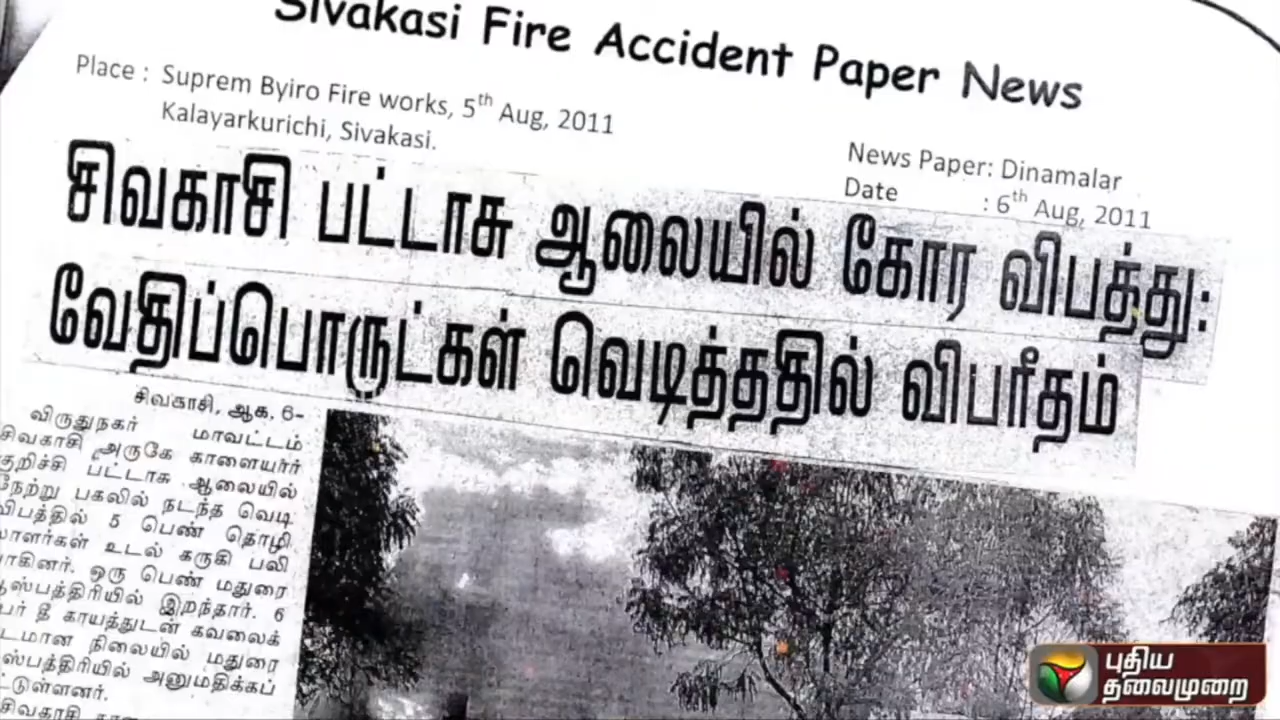 Sivakasi Fire Accident Paper News
Place : Suprem Byiro Fire works, 5th Aug, 2011
Kalayarkurichi, Sivakasi.
News Paper: Dinamalar
Date : 6th Aug, 2011
சிவகாசி பட்டாசு ஆலையில் கோர விபத்து:
வேதிப்பொருட்கள் வெடித்ததில் விபரீதம்
சிவகாசி, ஆக. 6-
விருதுநகர் மாவட்டம்
சிவகாசி அருகே காளையர்
குறிச்சி பட்டாசு ஆலையில்
நேற்று பகலில் நடந்த வெடி
விபத்தில் 5 பெண் தொழி
லாளர்கள் உடல் கருகி பலி
யாகினர். ஒரு பெண் மதுரை
ஆஸ்பத்திரியில் இறந்தார். 6
பேர் தீ காயத்துடன் கவலைக்
கிடமான நிலையில் மதுரை
ஆஸ்பத்திரியில் அனுமதிக்கப்
பட்டுள்ளனர்.
சிவகாசி
புதிய
தலைமுறை